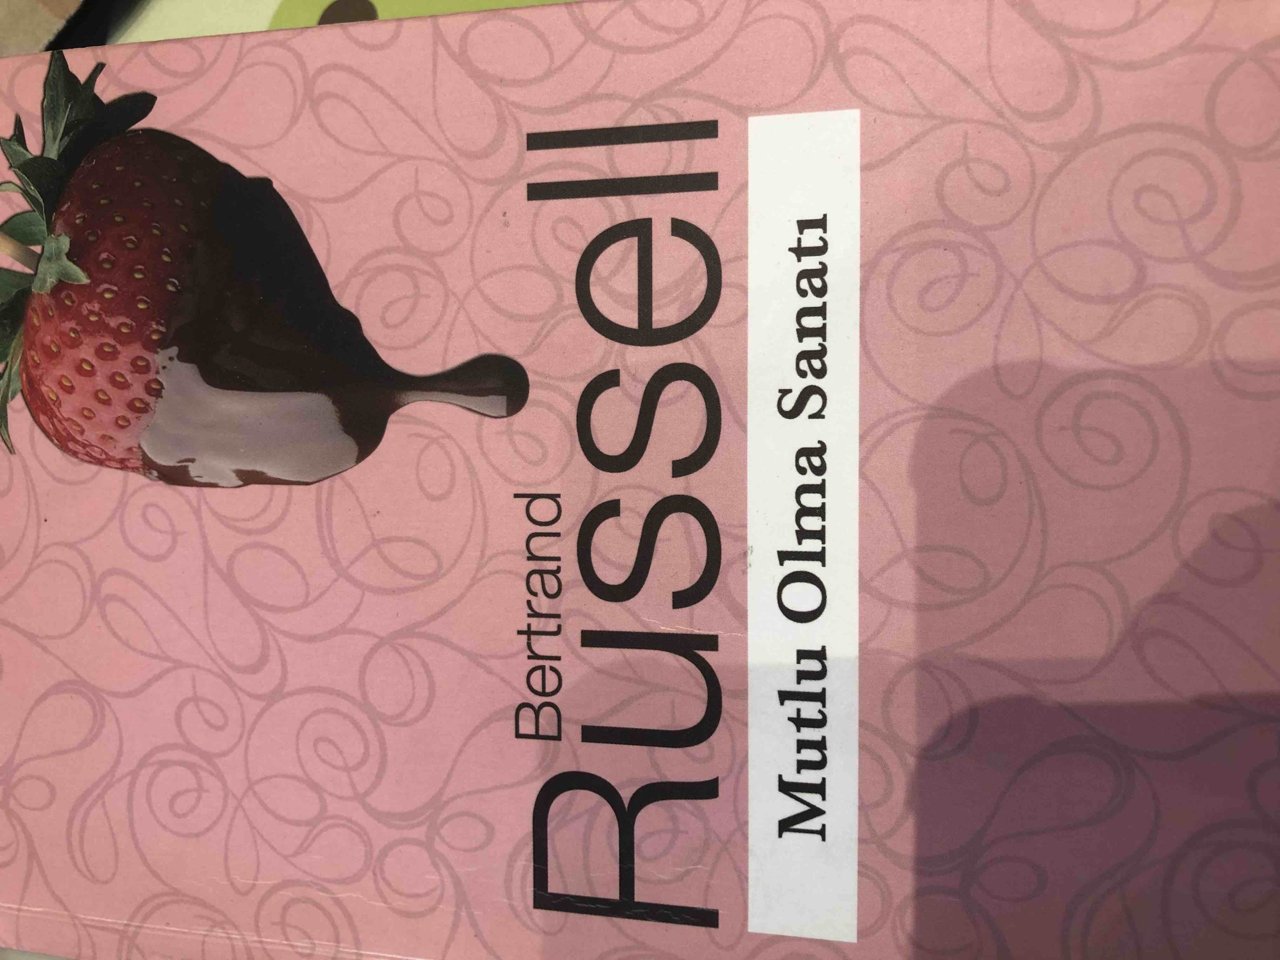 Bertrand
Russell
Mutlu Olma Sanatı